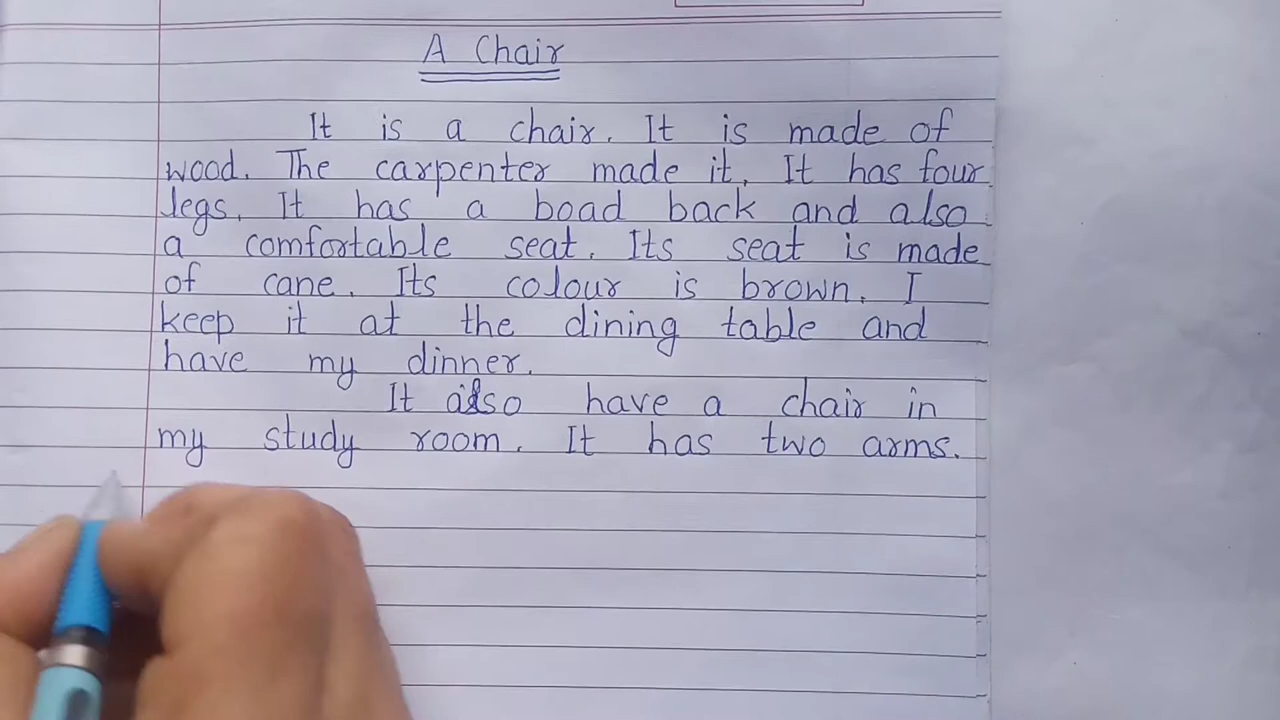 A Chair
It is a chair. It is made of
wood. The carpenter made it. It has four
legs. It has a boad back and also
a comfortable seat. Its seat is made
of cane. Its colour is brown. I
keep it at the dining table and
have my dinner.
It also have a chair in
my study room. It has two arms.